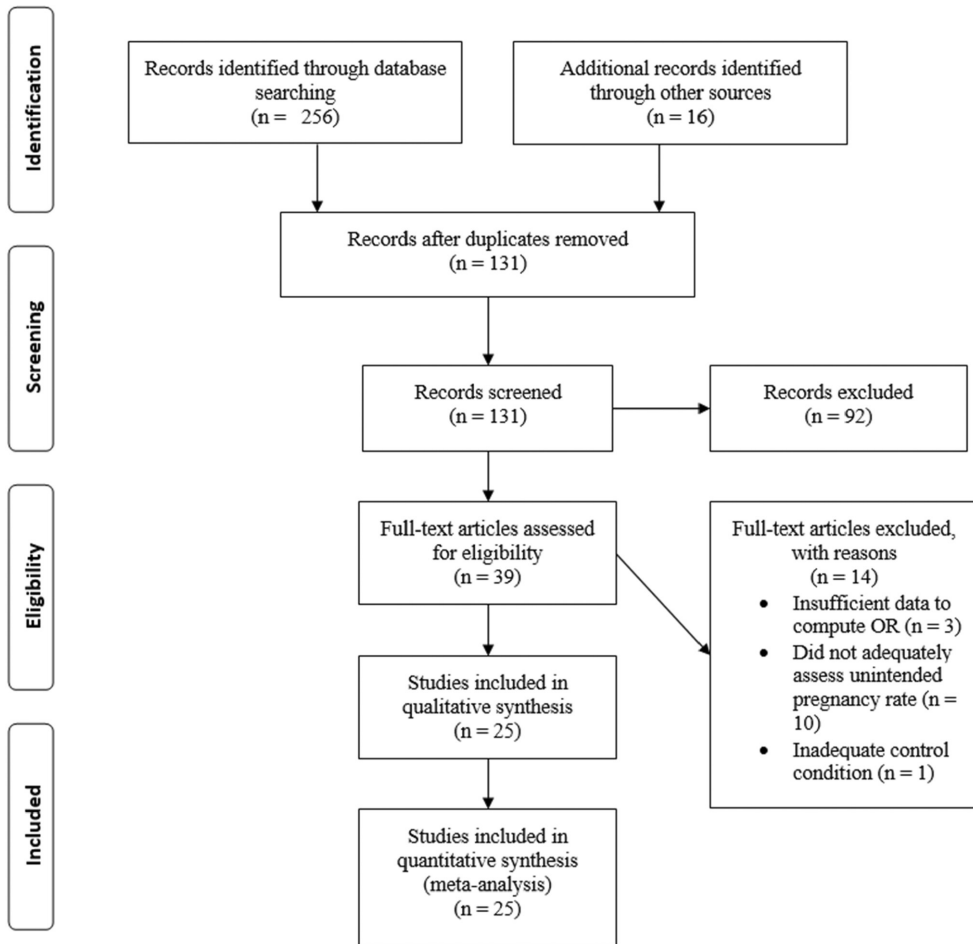 Identification
Records identified through database
searching
(n = 256)
Additional records identified
through other sources
(n = 16)
Screening
Records after duplicates removed
(n = 131)
Records screened
(n = 131)
Records excluded
(n = 92)
Eligibility
Full-text articles assessed
for eligibility
(n = 39)
Full-text articles excluded,
with reasons
(n = 14)
• Insufficient data to
compute OR (n = 3)
• Did not adequately
assess unintended
pregnancy rate (n =
10)
• Inadequate control
condition (n = 1)
Studies included in
qualitative synthesis
(n = 25)
Included
Studies included in
quantitative synthesis
(meta-analysis)
(n = 25)